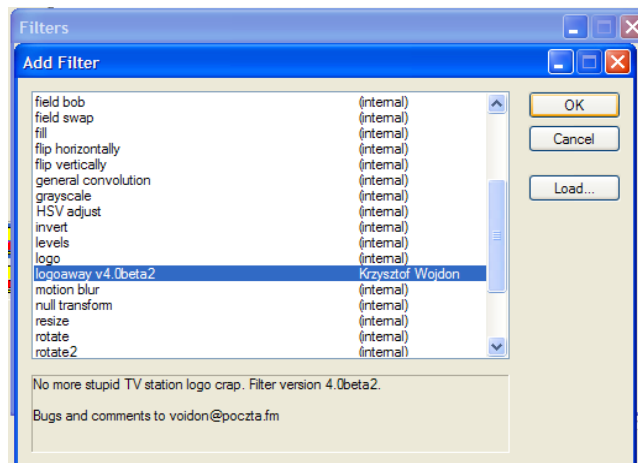 Filters
Add Filter
field bob (internal)
field swap (internal)
fill (internal)
flip horizontally (internal)
flip vertically (internal)
general convolution (internal)
grayscale (internal)
HSV adjust (internal)
invert (internal)
levels (internal)
logo (internal)
logoaway v4.0beta2 Krzysztof Wojdon
motion blur (internal)
null transform (internal)
resize (internal)
rotate (internal)
rotate2 (internal)
OK
Cancel
Load...
No more stupid TV station logo crap. Filter version 4.0beta2.
Bugs and comments to voidon@poczta.fm